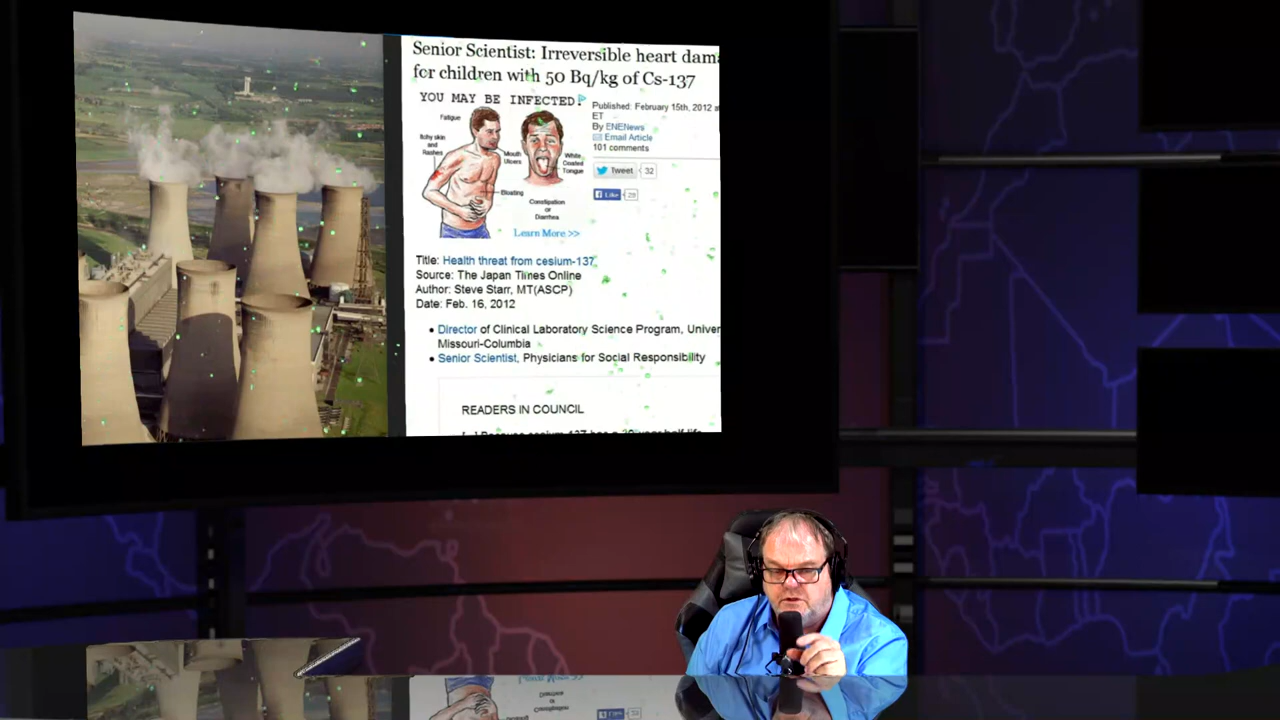 Senior Scientist: Irreversible heart dam
for children with 50 Bq/kg of Cs-137
YOU MAY BE INFECTED!
Fatigue
Itchy skin
and
Rashes
Mouth
Ulcers
White
Coated
Tongue
Bloating
Constipation
or
Diarrhea
Learn More >>
Published: February 15th, 2012 at
ET
By ENENews
Email Article
101 comments
Tweet 32
Like 28
Title: Health threat from cesium-137
Source: The Japan Times Online
Author: Steve Starr, MT(ASCP)
Date: Feb. 16, 2012
• Director of Clinical Laboratory Science Program, Univer
Missouri-Columbia
• Senior Scientist, Physicians for Social Responsibility
READERS IN COUNCIL